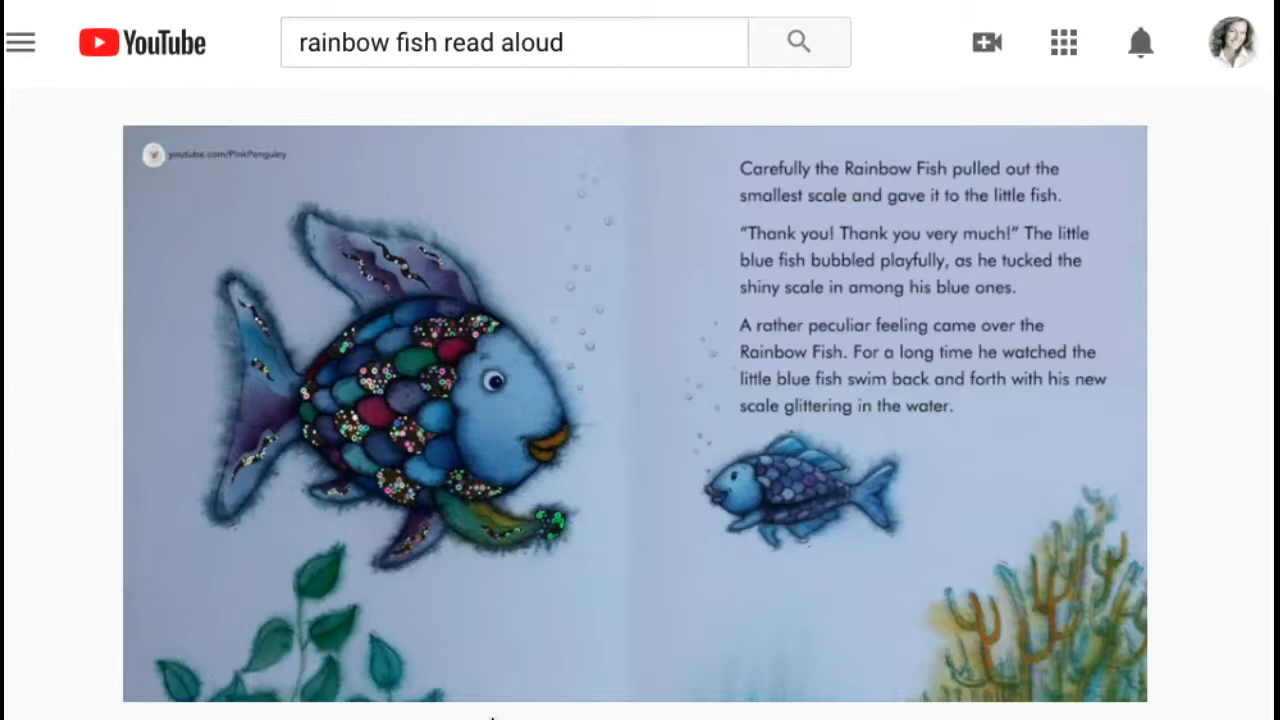 YouTube
rainbow fish read aloud
youtube.com/PinkPenguley
Carefully the Rainbow Fish pulled out the
smallest scale and gave it to the little fish.
“Thank you! Thank you very much!” The little
blue fish bubbled playfully, as he tucked the
shiny scale in among his blue ones.
A rather peculiar feeling came over the
Rainbow Fish. For a long time he watched the
little blue fish swim back and forth with his new
scale glittering in the water.